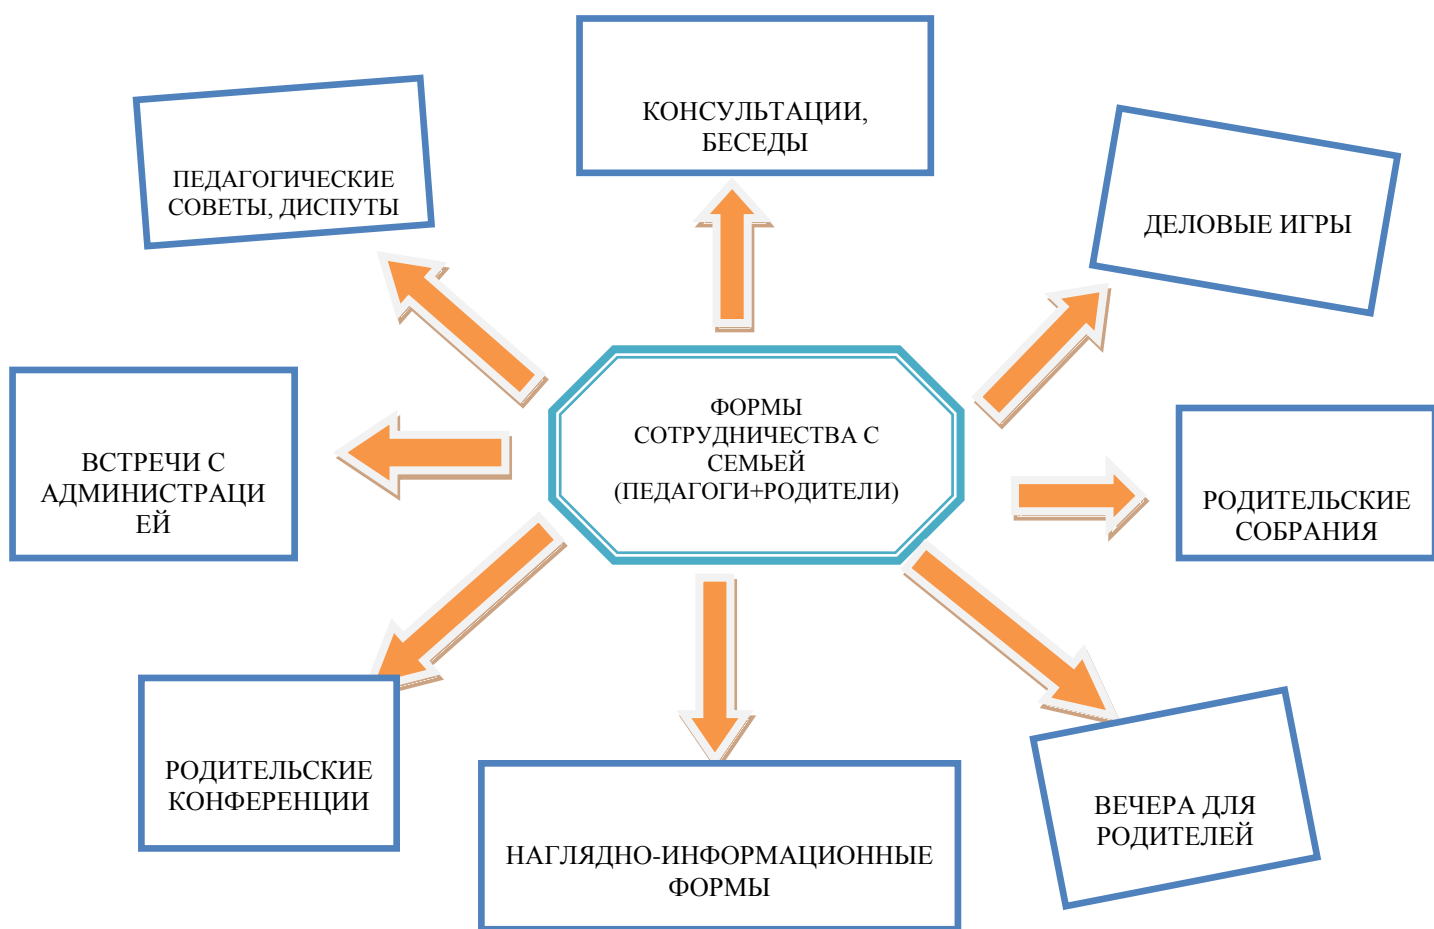 КОНСУЛЬТАЦИИ,
БЕСЕДЫ
ПЕДАГОГИЧЕСКИЕ
СОВЕТЫ, ДИСПУТЫ
ДЕЛОВЫЕ ИГРЫ
ФОРМЫ
СОТРУДНИЧЕСТВА С
СЕМЬЕЙ
(ПЕДАГОГИ+РОДИТЕЛИ)
ВСТРЕЧИ С
АДМИНИСТРАЦИ
ЕЙ
РОДИТЕЛЬСКИЕ
СОБРАНИЯ
РОДИТЕЛЬСКИЕ
КОНФЕРЕНЦИИ
НАГЛЯДНО-ИНФОРМАЦИОННЫЕ
ФОРМЫ
ВЕЧЕРА ДЛЯ
РОДИТЕЛЕЙ